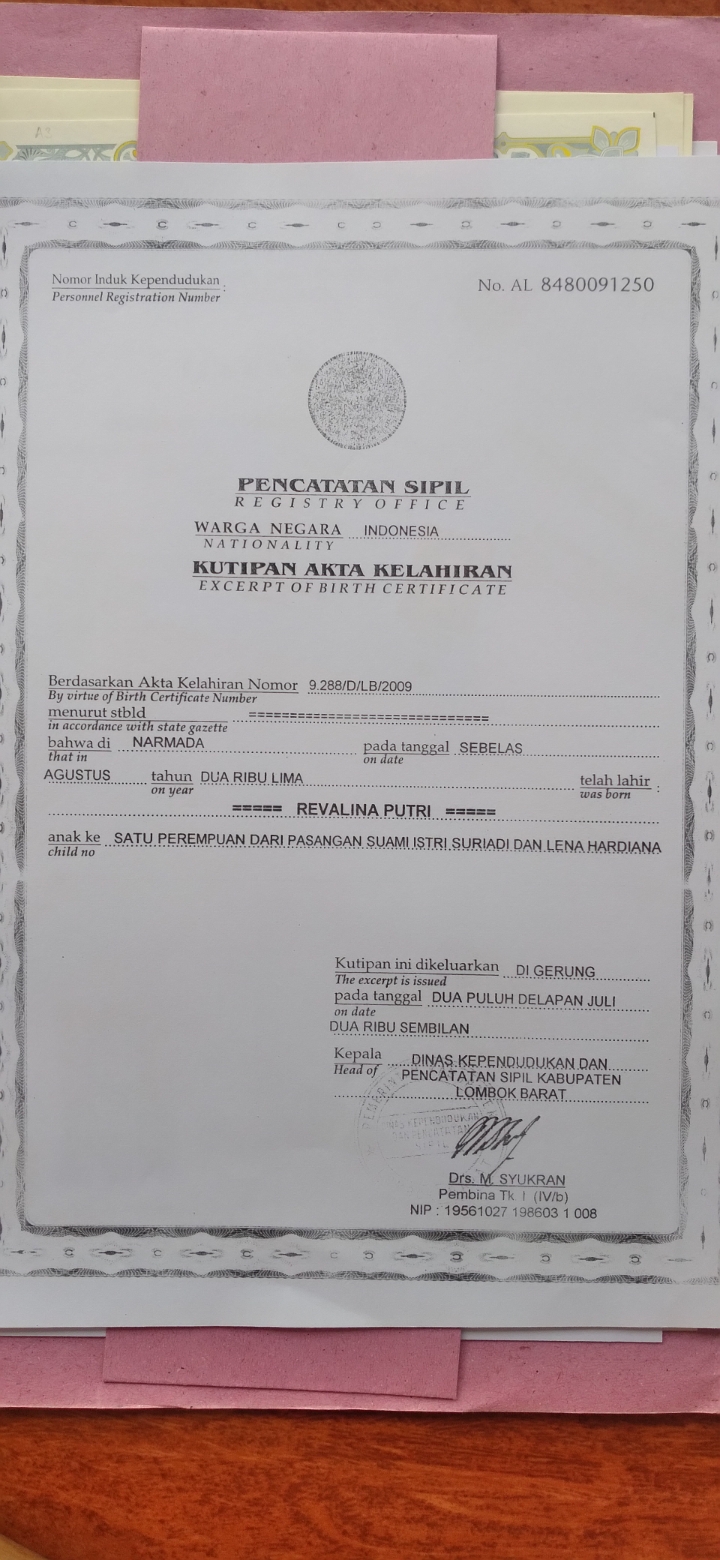 Nomor Induk Kependudukan :
Personnel Registration Number
No. AL 8480091250
PENCATATAN SIPIL
REGISTRY OFFICE
WARGA NEGARA INDONESIA
NATIONALITY
KUTIPAN AKTA KELAHIRAN
EXCERPT OF BIRTH CERTIFICATE
Berdasarkan Akta Kelahiran Nomor 9.288/D/LB/2009
By virtue of Birth Certificate Number
menurut stbld =============================
in accordance with state gazette
bahwa di NARMADA pada tanggal SEBELAS
that in on date
AGUSTUS tahun DUA RIBU LIMA telah lahir :
on year was born
===== REVALINA PUTRI =====
anak ke SATU PEREMPUAN DARI PASANGAN SUAMI ISTRI SURIADI DAN LENA HARDIANA
child no
Kutipan ini dikeluarkan DI GERUNG
The excerpt is issued
pada tanggal DUA PULUH DELAPAN JULI
on date
DUA RIBU SEMBILAN
Kepala DINAS KEPENDUDUKAN DAN
Head of PENCATATAN SIPIL KABUPATEN
LOMBOK BARAT
Drs. M. SYUKRAN
Pembina Tk I (IV/b)
NIP : 19561027 198603 1 008